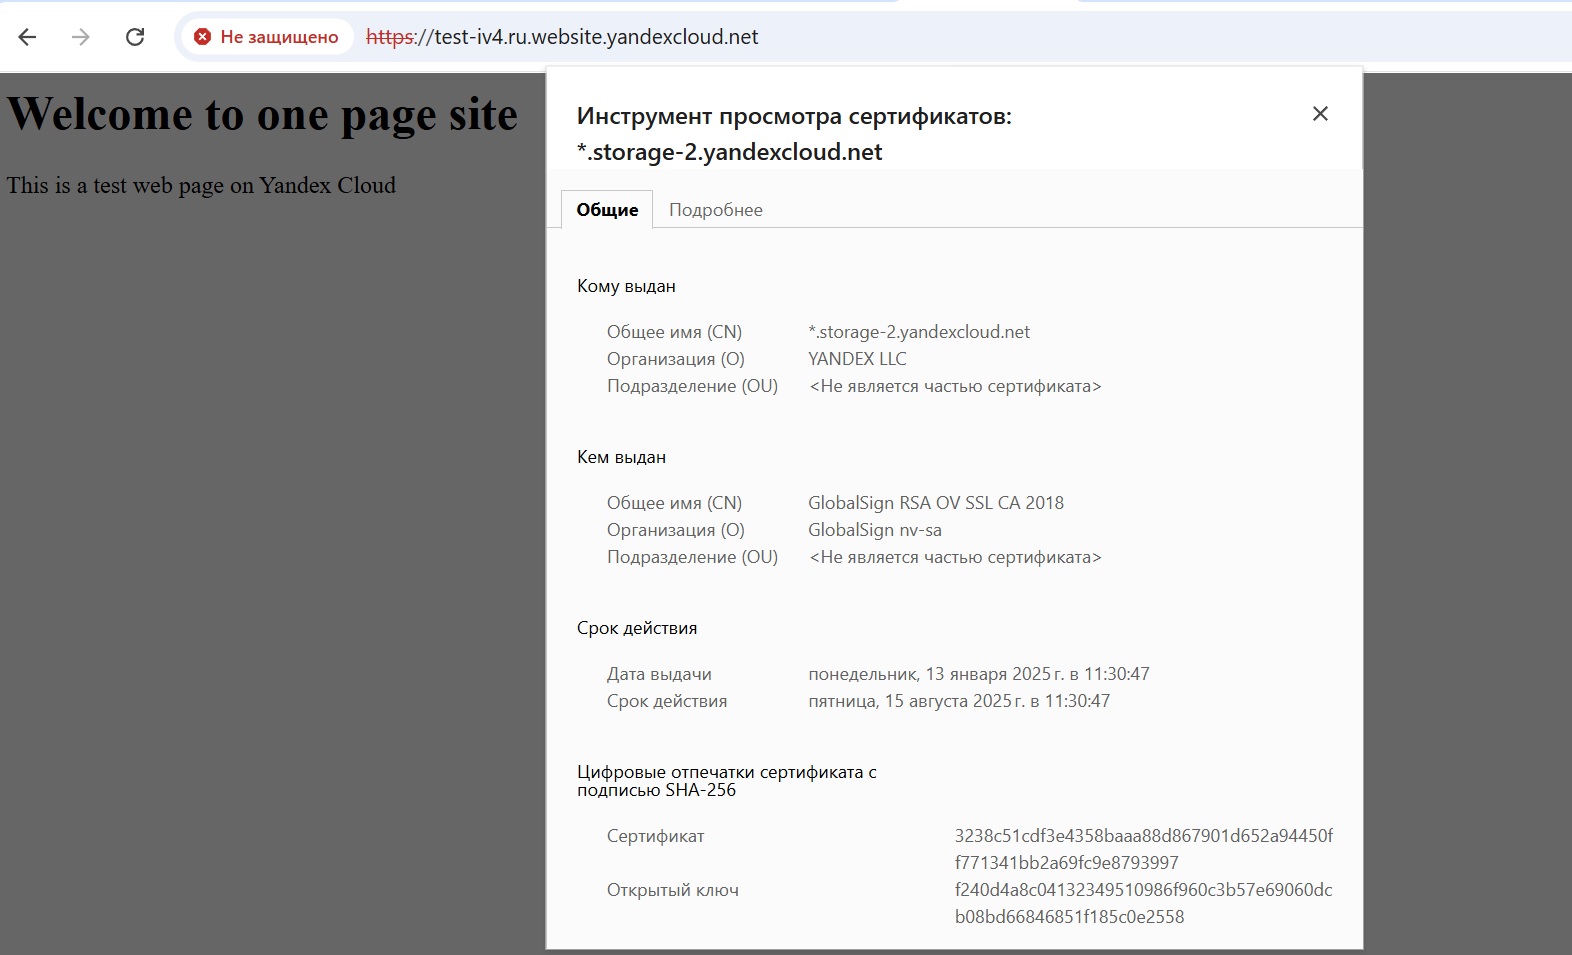 Не защищено https://test-iv4.ru.website.yandexcloud.net
Welcome to one page site
This is a test web page on Yandex Cloud
Инструмент просмотра сертификатов:
*.storage-2.yandexcloud.net
Общие Подробнее
Кому выдан
Общее имя (CN) *.storage-2.yandexcloud.net
Организация (O) YANDEX LLC
Подразделение (OU) <Не является частью сертификата>
Кем выдан
Общее имя (CN) GlobalSign RSA OV SSL CA 2018
Организация (O) GlobalSign nv-sa
Подразделение (OU) <Не является частью сертификата>
Срок действия
Дата выдачи понедельник, 13 января 2025 г. в 11:30:47
Срок действия пятница, 15 августа 2025 г. в 11:30:47
Цифровые отпечатки сертификата с
подписью SHA-256
Сертификат 3238c51cdf3e4358baaa88d867901d652a94450f
f771341bb2a69fc9e8793997
Открытый ключ f240d4a8c04132349510986f960c3b57e69060dc
b08bd66846851f185c0e2558